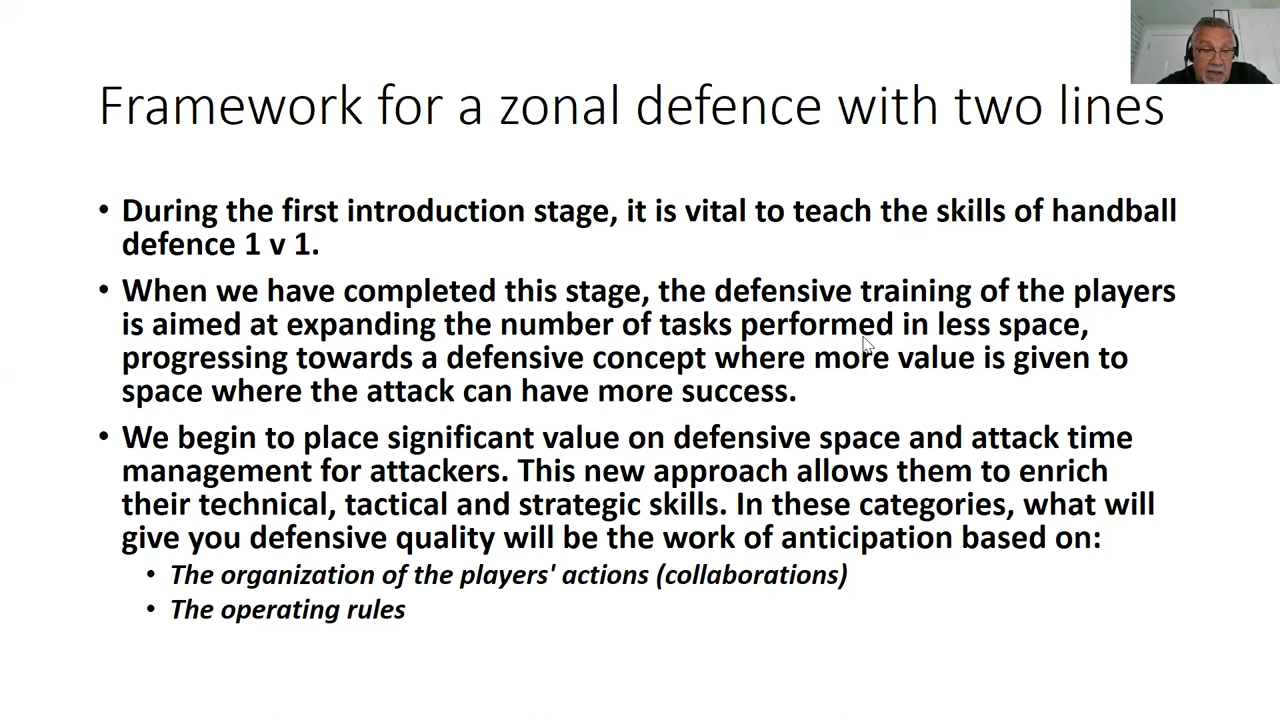 Framework for a zonal defence with two lines
• During the first introduction stage, it is vital to teach the skills of handball
defence 1 v 1.
• When we have completed this stage, the defensive training of the players
is aimed at expanding the number of tasks performed in less space,
progressing towards a defensive concept where more value is given to
space where the attack can have more success.
• We begin to place significant value on defensive space and attack time
management for attackers. This new approach allows them to enrich
their technical, tactical and strategic skills. In these categories, what will
give you defensive quality will be the work of anticipation based on:
• The organization of the players' actions (collaborations)
• The operating rules